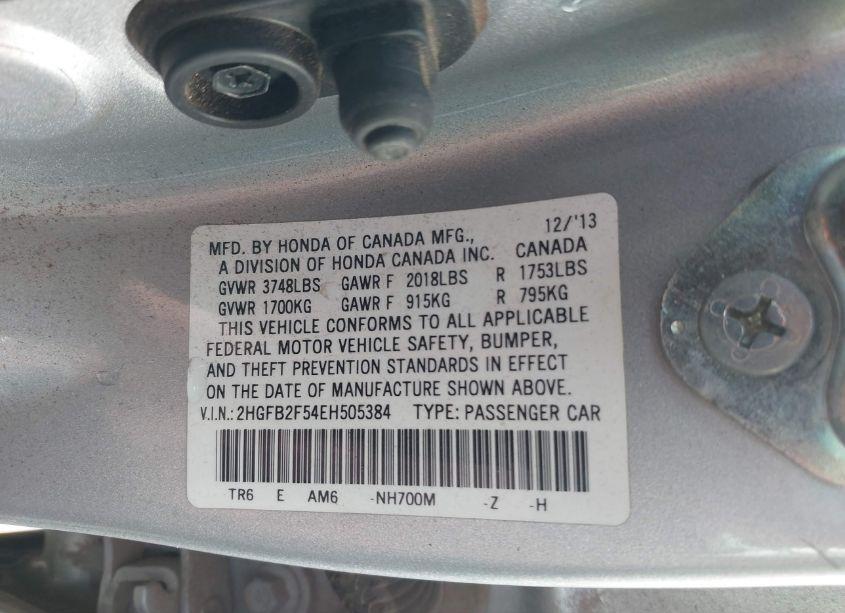 12/'13
MFD. BY HONDA OF CANADA MFG.,
A DIVISION OF HONDA CANADA INC. CANADA
GVWR 3748LBS GAWR F 2018LBS R 1753LBS
GVWR 1700KG GAWR F 915KG R 795KG
THIS VEHICLE CONFORMS TO ALL APPLICABLE
FEDERAL MOTOR VEHICLE SAFETY, BUMPER,
AND THEFT PREVENTION STANDARDS IN EFFECT
ON THE DATE OF MANUFACTURE SHOWN ABOVE.
V.I.N.: 2HGFB2F54EH505384 TYPE: PASSENGER CAR
TR6 E AM6 -NH700M -Z -H